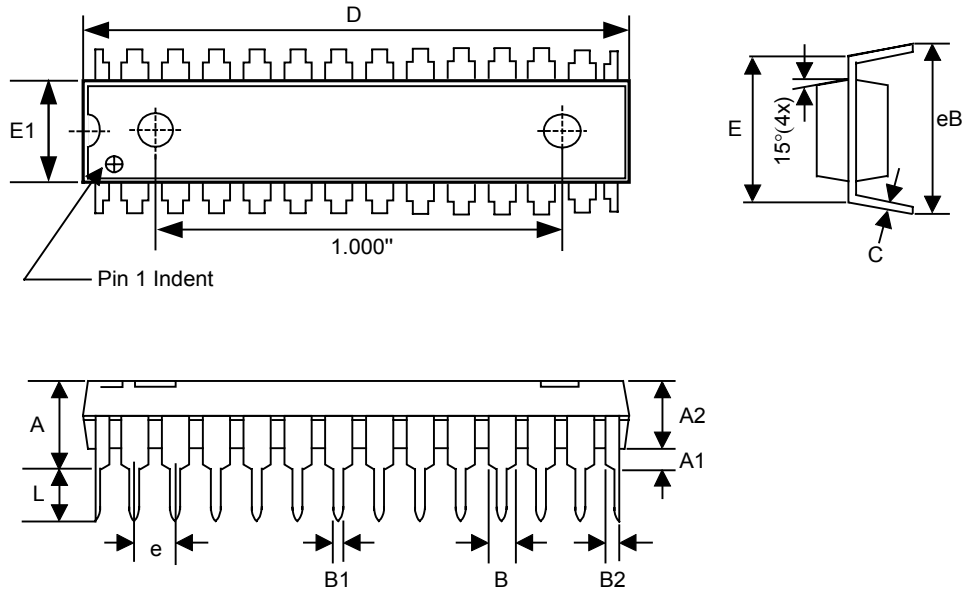 D
E1
1.000"
Pin 1 Indent
E
15°(4x)
eB
C
A
L
A2
A1
e
B1
B
B2